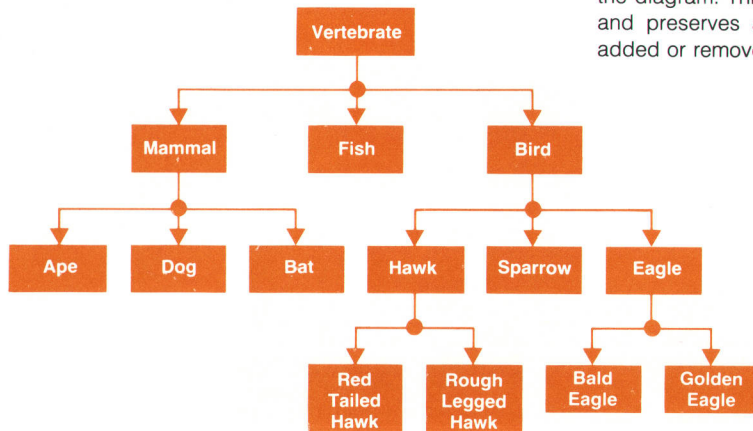 the diagram. Th
and preserves
added or remove
Vertebrate
Mammal
Fish
Bird
Ape
Dog
Bat
Hawk
Sparrow
Eagle
Red
Tailed
Hawk
Rough
Legged
Hawk
Bald
Eagle
Golden
Eagle